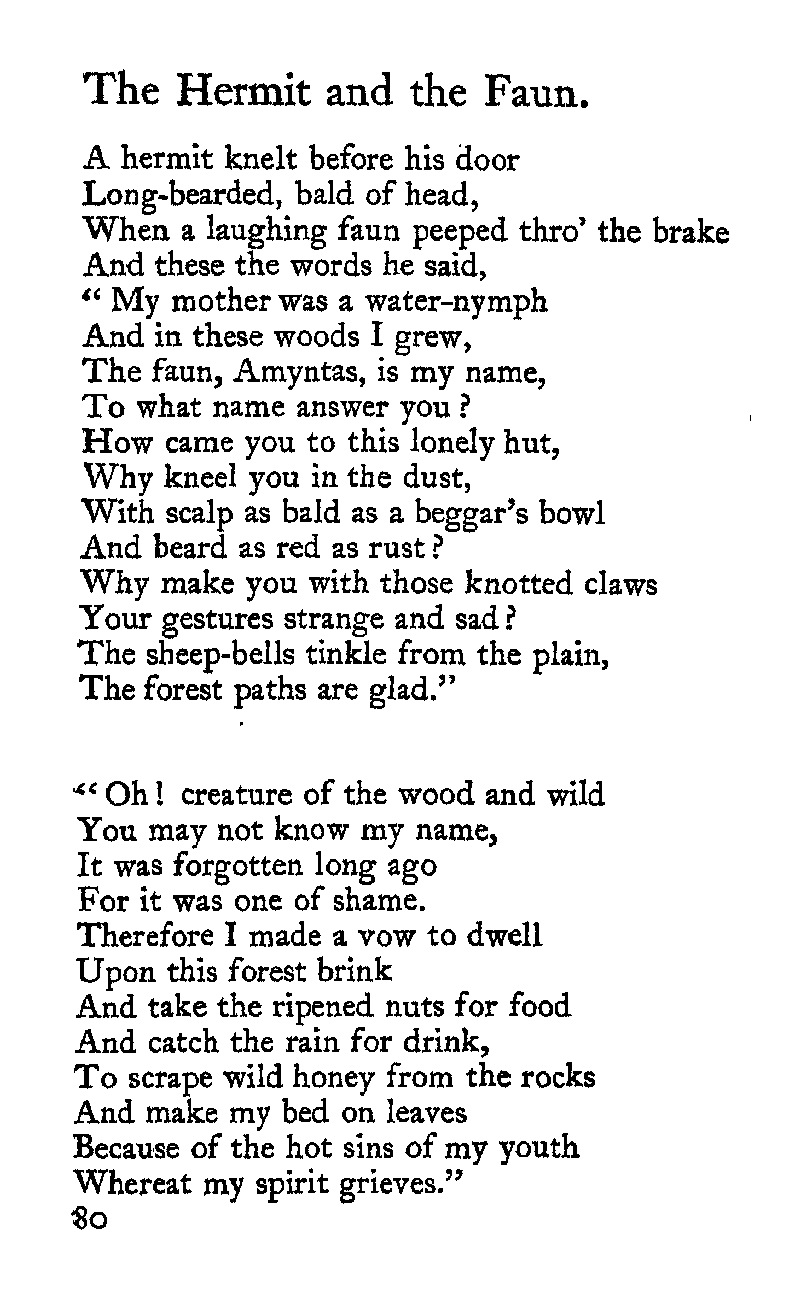 The Hermit and the Faun.
A hermit knelt before his door
Long-bearded, bald of head,
When a laughing faun peeped thro’ the brake
And these the words he said,
“ My mother was a water-nymph
And in these woods I grew,
The faun, Amyntas, is my name,
To what name answer you ?
How came you to this lonely hut,
Why kneel you in the dust,
With scalp as bald as a beggar’s bowl
And beard as red as rust ?
Why make you with those knotted claws
Your gestures strange and sad ?
The sheep-bells tinkle from the plain,
The forest paths are glad.”
“ Oh ! creature of the wood and wild
You may not know my name,
It was forgotten long ago
For it was one of shame.
Therefore I made a vow to dwell
Upon this forest brink
And take the ripened nuts for food
And catch the rain for drink,
To scrape wild honey from the rocks
And make my bed on leaves
Because of the hot sins of my youth
Whereat my spirit grieves.”
80